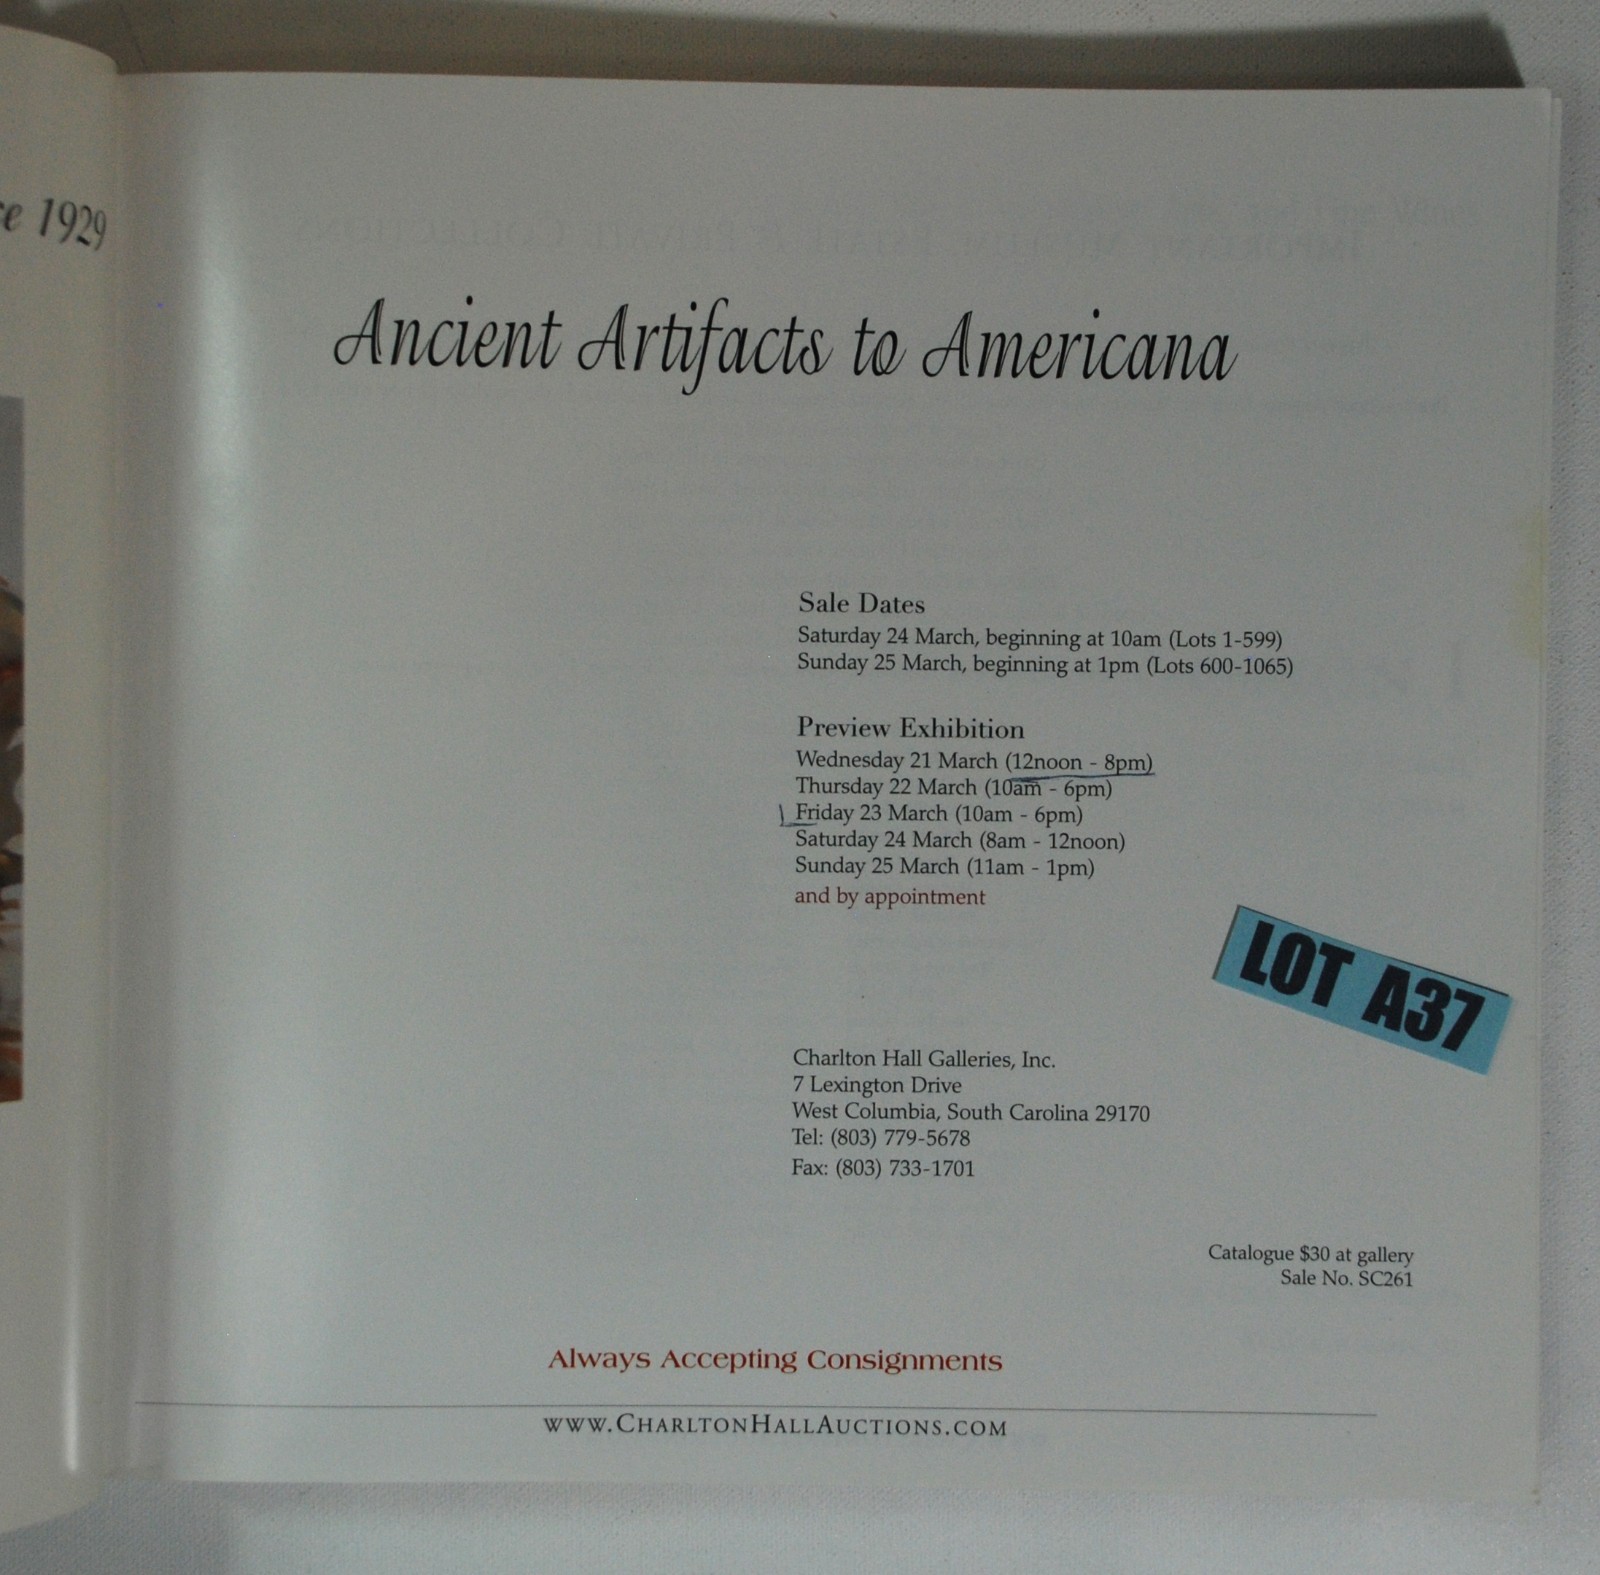 1929
Ancient Artifacts to Americana
Sale Dates
Saturday 24 March, beginning at 10am (Lots 1-599)
Sunday 25 March, beginning at 1pm (Lots 600-1065)
Preview Exhibition
Wednesday 21 March (12noon - 8pm)
Thursday 22 March (10am - 6pm)
Friday 23 March (10am - 6pm)
Saturday 24 March (8am - 12noon)
Sunday 25 March (11am - 1pm)
and by appointment
LOT A37
Charlton Hall Galleries, Inc.
7 Lexington Drive
West Columbia, South Carolina 29170
Tel: (803) 779-5678
Fax: (803) 733-1701
Catalogue $30 at gallery
Sale No. SC261
Always Accepting Consignments
www.CharltonHallAuctions.com